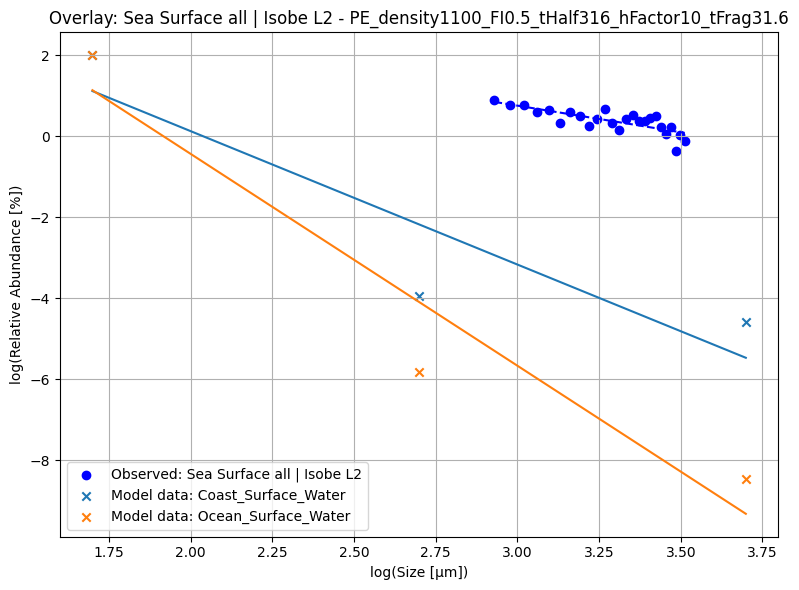 Overlay: Sea Surface all | Isobe L2 - PE_density1100_FI0.5_tHalf316_hFactor10_tFrag31.6
log(Relative Abundance [%])
2
0
−2
−4
−6
−8
Observed: Sea Surface all | Isobe L2
Model data: Coast_Surface_Water
Model data: Ocean_Surface_Water
1.75 2.00 2.25 2.50 2.75 3.00 3.25 3.50 3.75
log(Size [μm])